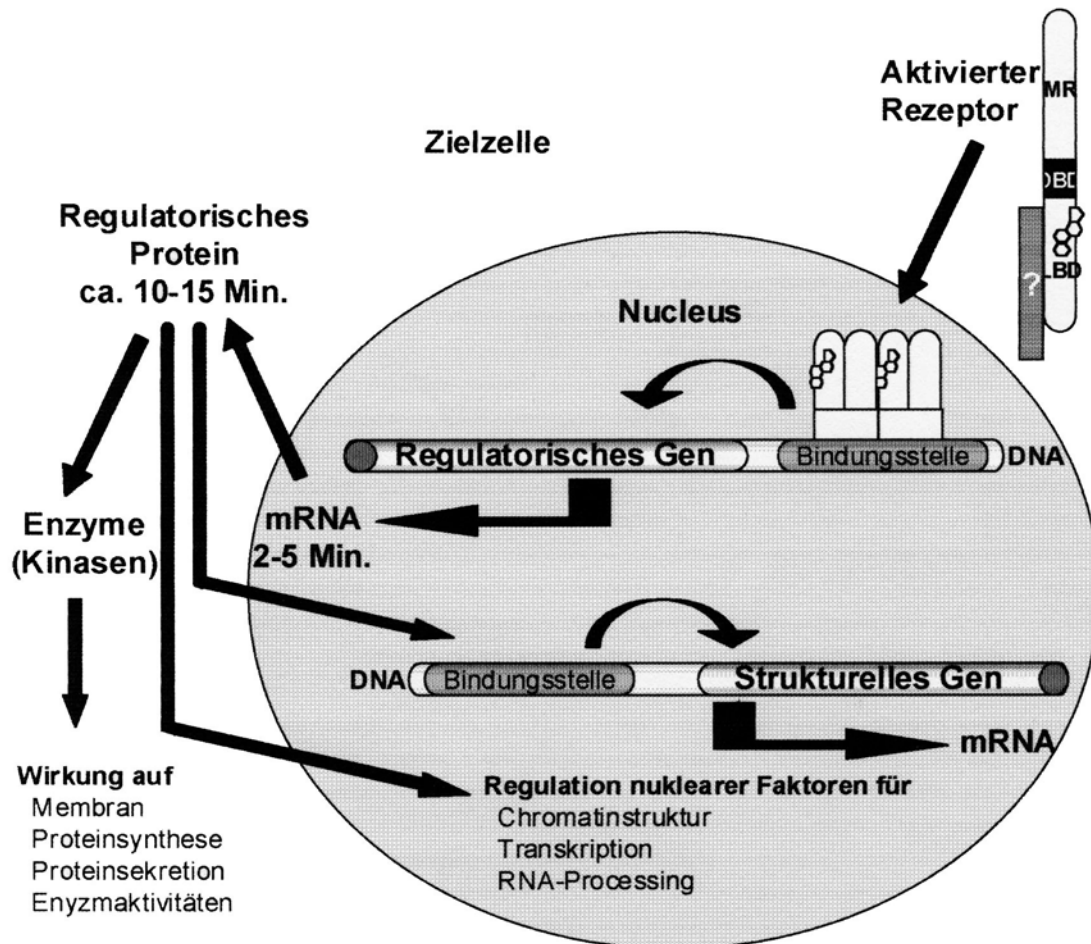 Aktivierter
Rezeptor
MR
DBD
LBD
?
Zielzelle
Regulatorisches
Protein
ca. 10-15 Min.
Nucleus
Regulatorisches Gen
Bindungsstelle
DNA
mRNA
2-5 Min.
Enzyme
(Kinasen)
DNA
Bindungsstelle
Strukturelles Gen
mRNA
Wirkung auf
Membran
Proteinsynthese
Proteinsekretion
Enyzmaktivitäten
Regulation nuklearer Faktoren für
Chromatinstruktur
Transkription
RNA-Processing